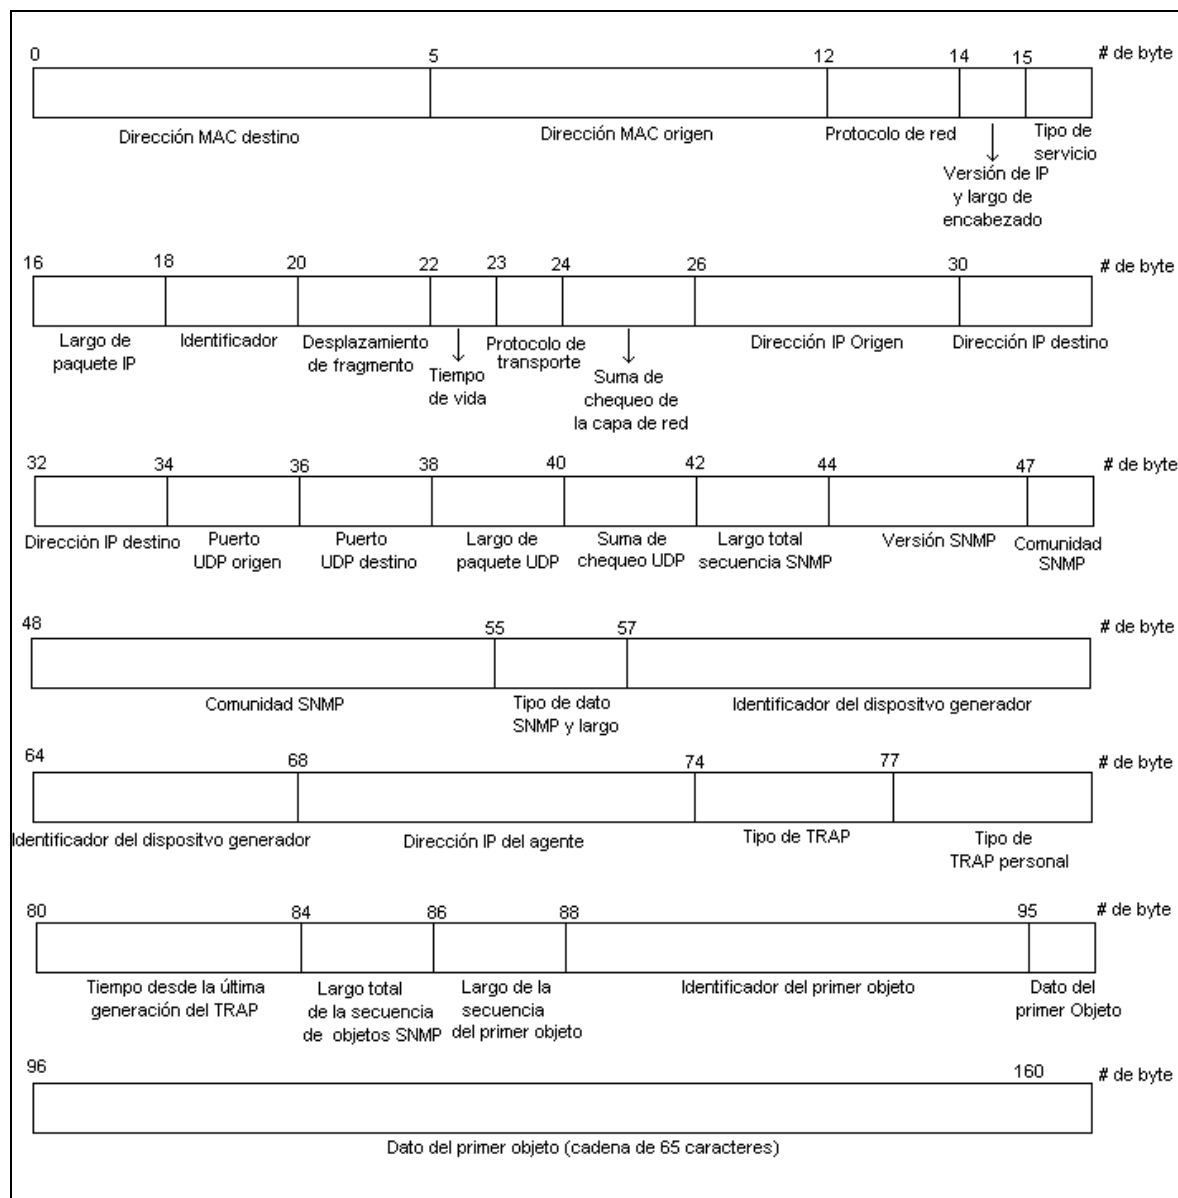 0 5 12 14 15 # de byte
Dirección MAC destino Dirección MAC origen Protocolo de red Tipo de
servicio
Versión de IP
y largo de
encabezado
16 18 20 22 23 24 26 30 # de byte
Largo de
paquete IP
Identificador
Desplazamiento
de fragmento
Tiempo
de vida
Protocolo de
transporte
Suma de
chequeo de
la capa de red
Dirección IP Origen
Dirección IP destino
32 34 36 38 40 42 44 47 # de byte
Dirección IP destino
Puerto
UDP origen
Puerto
UDP destino
Largo de
paquete UDP
Suma de
chequeo UDP
Largo total
secuencia SNMP
Versión SNMP
Comunidad
SNMP
48 55 57 # de byte
Comunidad SNMP
Tipo de dato
SNMP y largo
Identificador del dispositvo generador
64 68 74 77 # de byte
Identificador del dispositvo generador
Dirección IP del agente
Tipo de TRAP
Tipo de
TRAP personal
80 84 86 88 95 # de byte
Tiempo desde la última
generación del TRAP
Largo total
de la secuencia
de objetos SNMP
Largo de la
secuencia
del primer objeto
Identificador del primer objeto
Dato del
primer Objeto
96 160 # de byte
Dato del primer objeto (cadena de 65 caracteres)